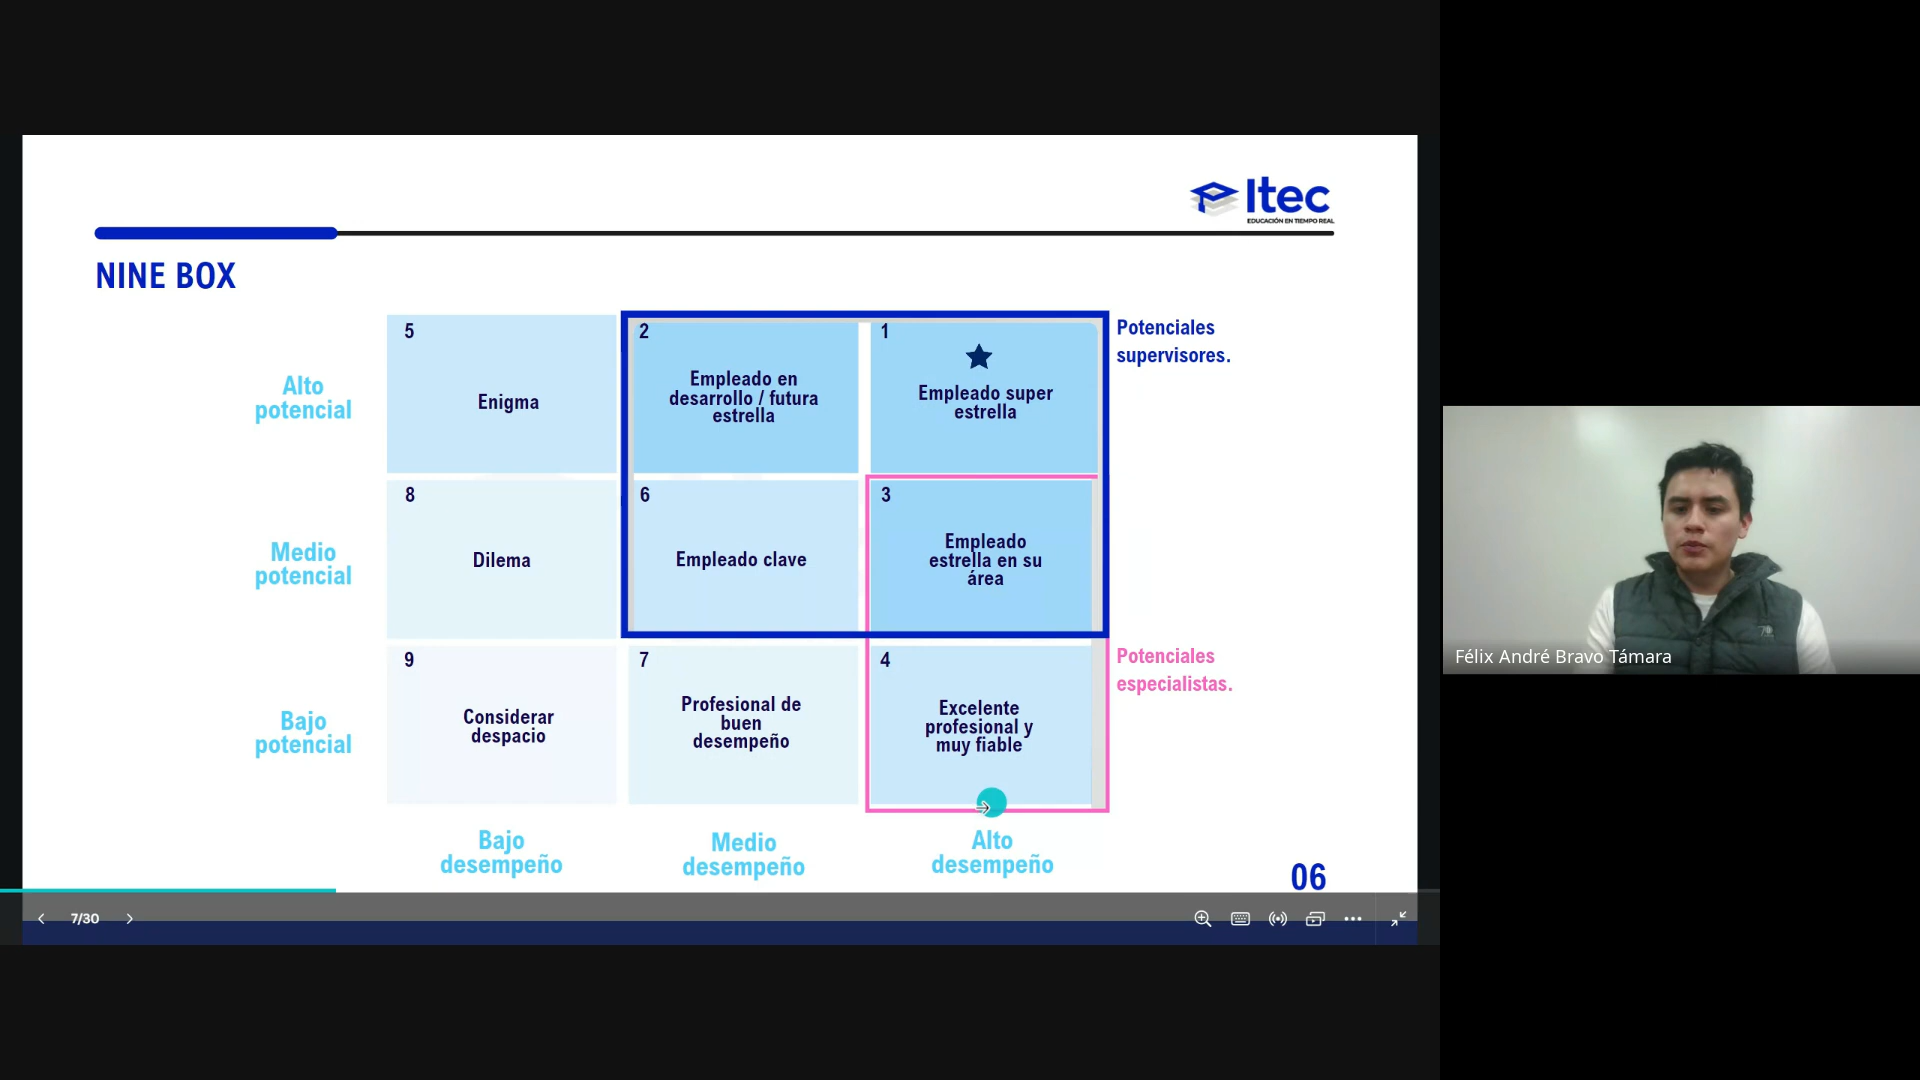 Itec
EDUCACIÓN EN TIEMPO REAL
NINE BOX
Alto
potencial
5
Enigma
2
Empleado en
desarrollo / futura
estrella
1
Empleado super
estrella
Potenciales
supervisores.
Medio
potencial
8
Dilema
6
Empleado clave
3
Empleado
estrella en su
área
Bajo
potencial
9
Considerar
despacio
7
Profesional de
buen
desempeño
4
Excelente
profesional y
muy fiable
Potenciales
especialistas.
Bajo
desempeño
Medio
desempeño
Alto
desempeño
06
7/30
Félix André Bravo Támara